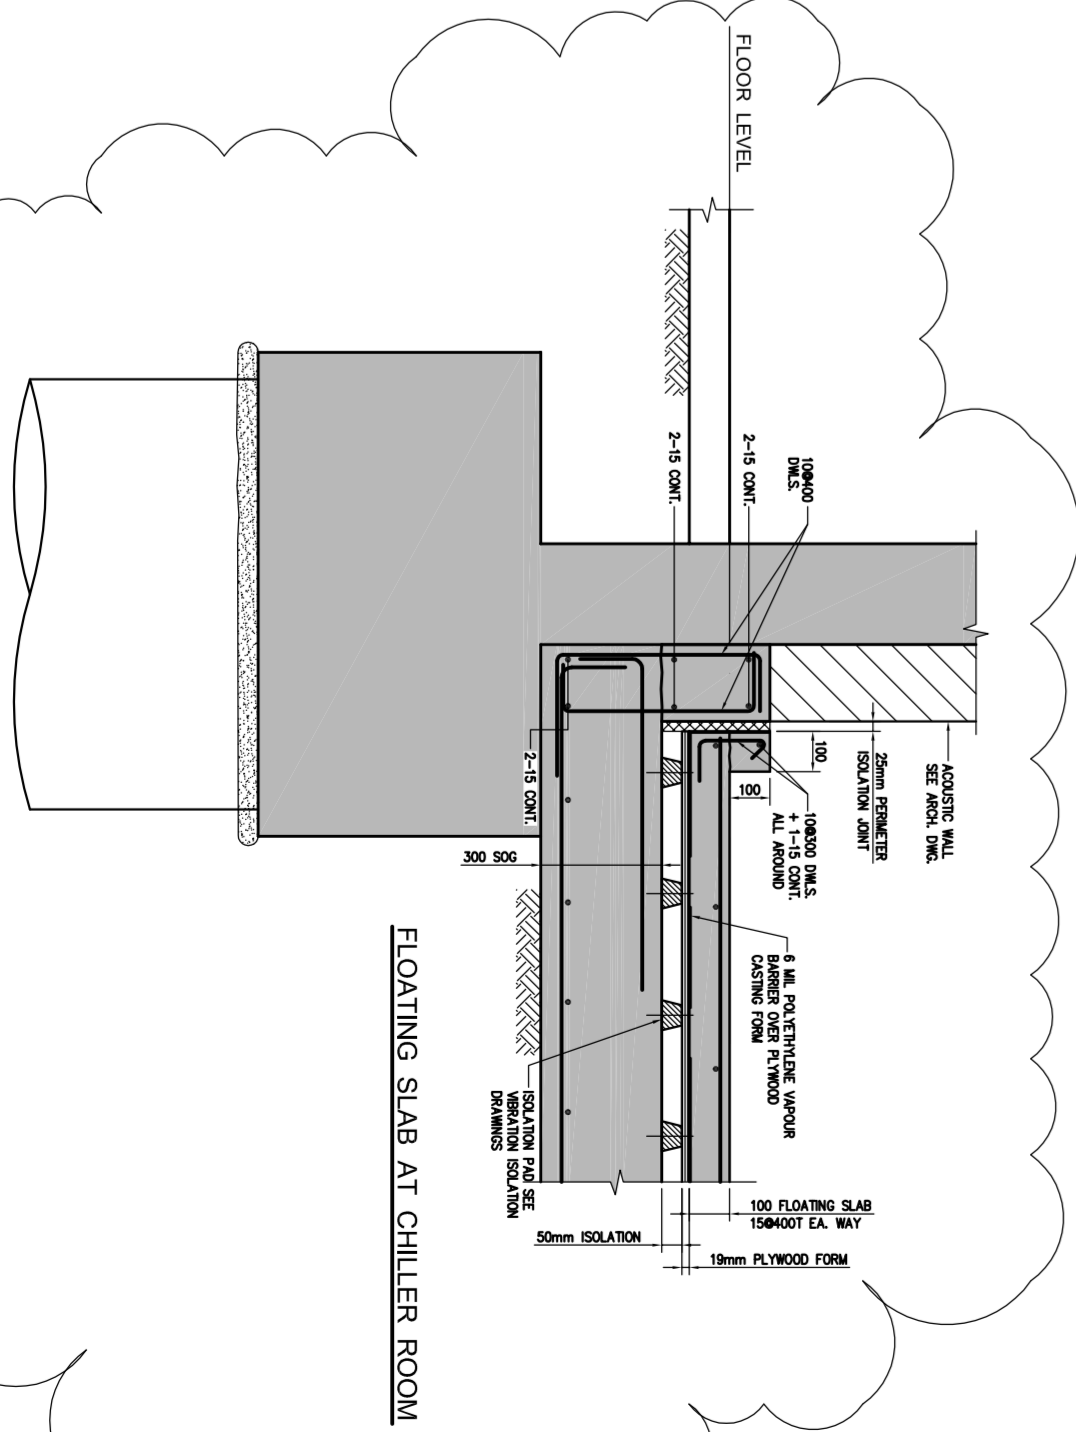 FLOOR LEVEL
10@400
DWLS.
2-15 CONT.
2-15 CONT.
2-15 CONT.
ACOUSTIC WALL
SEE ARCH. DWG.
25mm PERIMETER
ISOLATION JOINT
100
100
10@300 DWLS.
+ 1-15 CONT.
ALL AROUND
6 MIL POLYETHYLENE VAPOUR
BARRIER OVER PLYWOOD
CASTING FORM
300 SOG
ISOLATION PAD SEE
VIBRATION ISOLATION
DRAWINGS
100 FLOATING SLAB
15@400T EA. WAY
50mm ISOLATION
19mm PLYWOOD FORM
FLOATING SLAB AT CHILLER ROOM